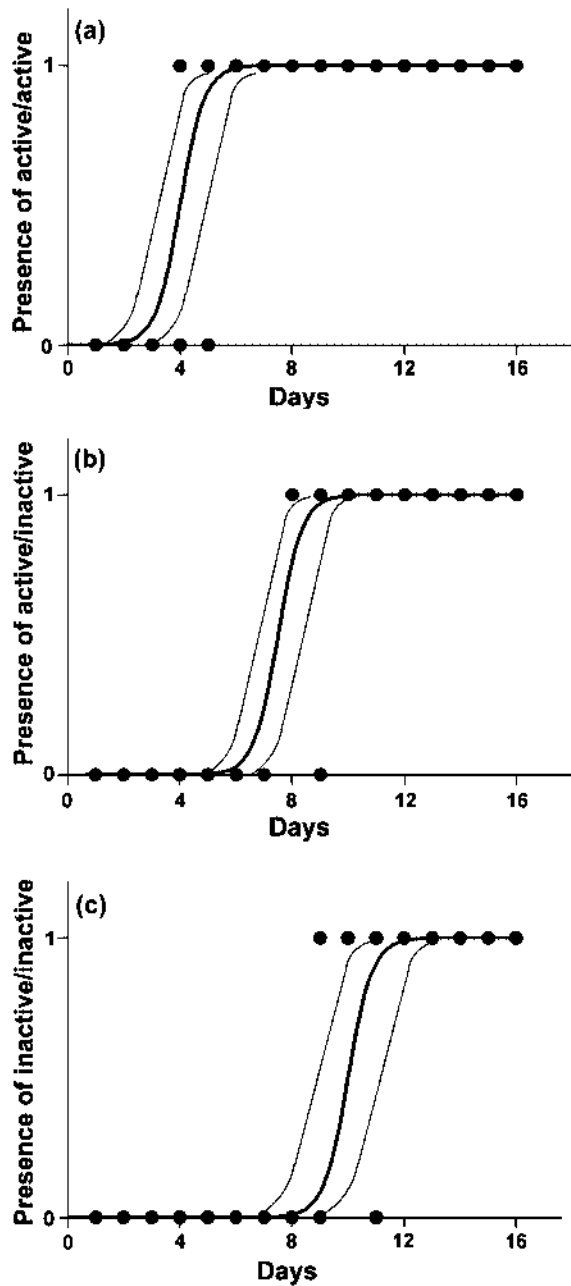 (a)
Presence of active/active
1
0
0 4 8 12 16
Days
(b)
Presence of active/inactive
1
0
0 4 8 12 16
Days
(c)
Presence of inactive/inactive
1
0
0 4 8 12 16
Days